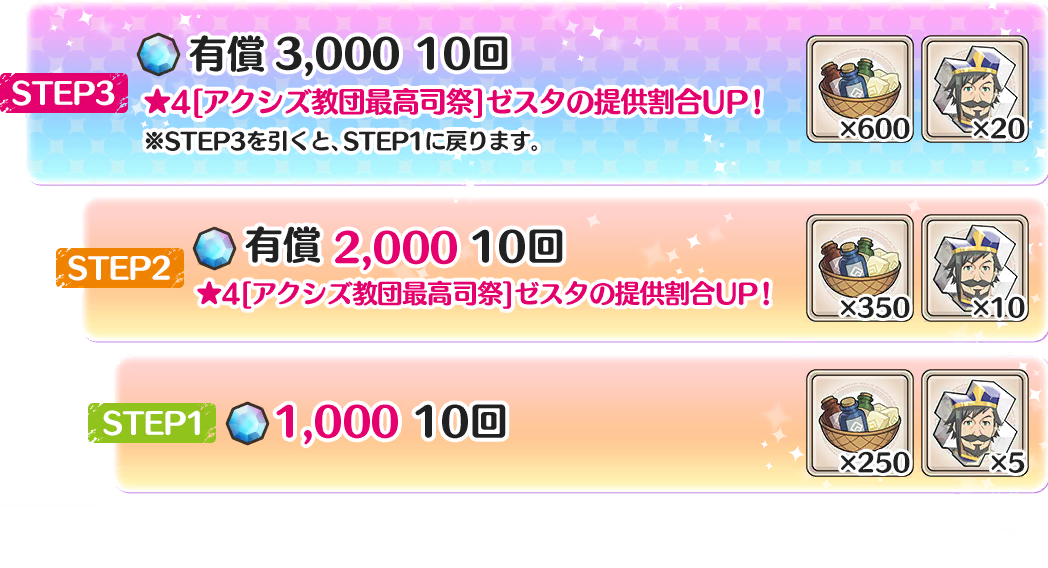 有償 3,000 10回
STEP3
★4[アクシズ教団最高司祭]ゼスタの提供割合UP!
※STEP3を引くと、STEP1に戻ります。
×600
×20
有償 2,000 10回
STEP2
★4[アクシズ教団最高司祭]ゼスタの提供割合UP!
×350
×10
STEP1
1,000 10回
×250
×5